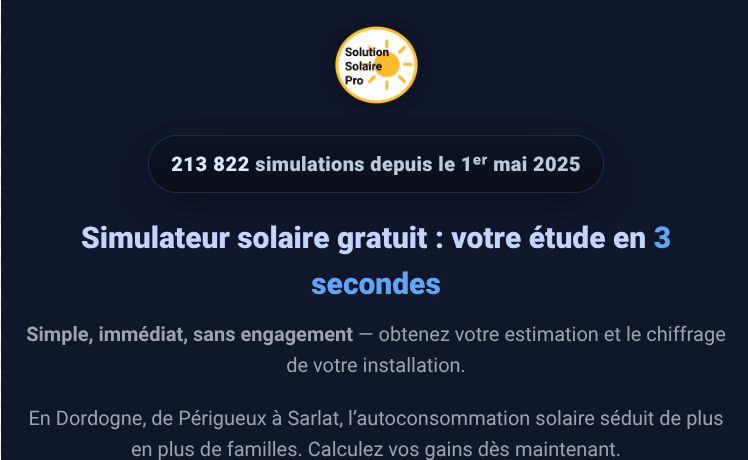 Solution
Solaire
Pro
213 822 simulations depuis le 1er mai 2025
Simulateur solaire gratuit : votre étude en 3
secondes
Simple, immédiat, sans engagement — obtenez votre estimation et le chiffrage
de votre installation.
En Dordogne, de Périgueux à Sarlat, l’autoconsommation solaire séduit de plus
en plus de familles. Calculez vos gains dès maintenant.